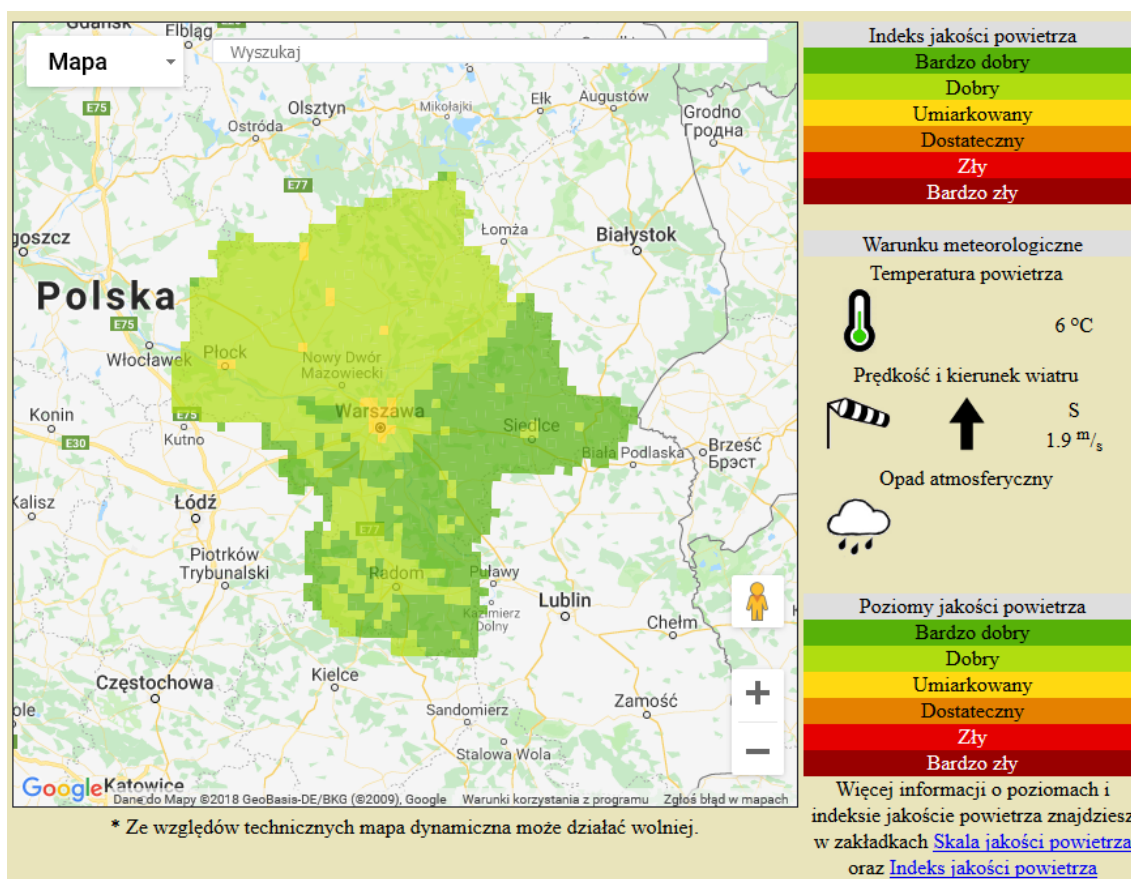 Gdańsk
Elbląg
Mapa
Wyszukaj
E75
Olsztyn
Mikołajki
Ełk
Augustów
Grodno
Гродна
Ostróda
E77
Łomża
Białystok
goszcz
Polska
E75
Włocławek
Płock
Nowy Dwór
Mazowiecki
Konin
E75
Warszawa
E30
Kutno
Siedlce
Biała Podlaska
Brześć
Брэст
Kalisz
Łódź
E77
Piotrków
Trybunalski
Radom
Puławy
Kazimierz
Dolny
Lublin
Chełm
Kielce
Częstochowa
Zamość
ole
Sandomierz
Stalowa Wola
Google
Katowice
Dane do Mapy ©2018 GeoBasis-DE/BKG (©2009), Google
Warunki korzystania z programu
Zgłoś błąd w mapach
* Ze względów technicznych mapa dynamiczna może działać wolniej.
Indeks jakości powietrza
Bardzo dobry
Dobry
Umiarkowany
Dostateczny
Zły
Bardzo zły
Warunku meteorologiczne
Temperatura powietrza
6 °C
Prędkość i kierunek wiatru
S
1.9 m/s
Opad atmosferyczny
Poziomy jakości powietrza
Bardzo dobry
Dobry
Umiarkowany
Dostateczny
Zły
Bardzo zły
Więcej informacji o poziomach i
indeksie jakoście powietrza znajdziesz
w zakładkach Skala jakości powietrza
oraz Indeks jakości powietrza